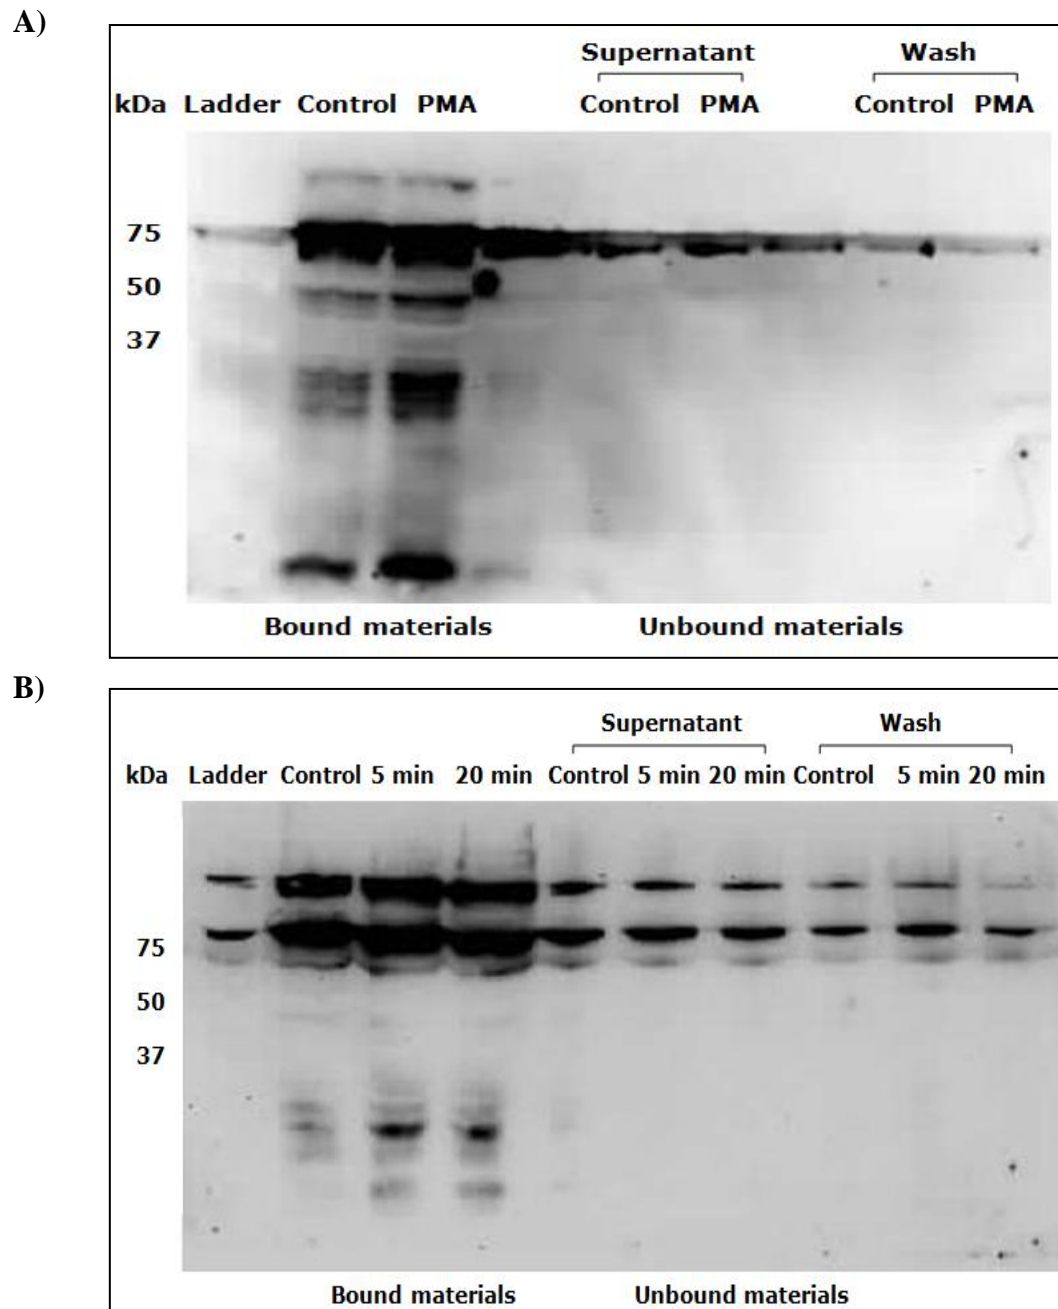 A)
Supernatant Wash
kDa Ladder Control PMA Control PMA Control PMA
75
50
37
Bound materials Unbound materials
B)
Supernatant Wash
kDa Ladder Control 5 min 20 min Control 5 min 20 min Control 5 min 20 min
75
50
37
Bound materials Unbound materials